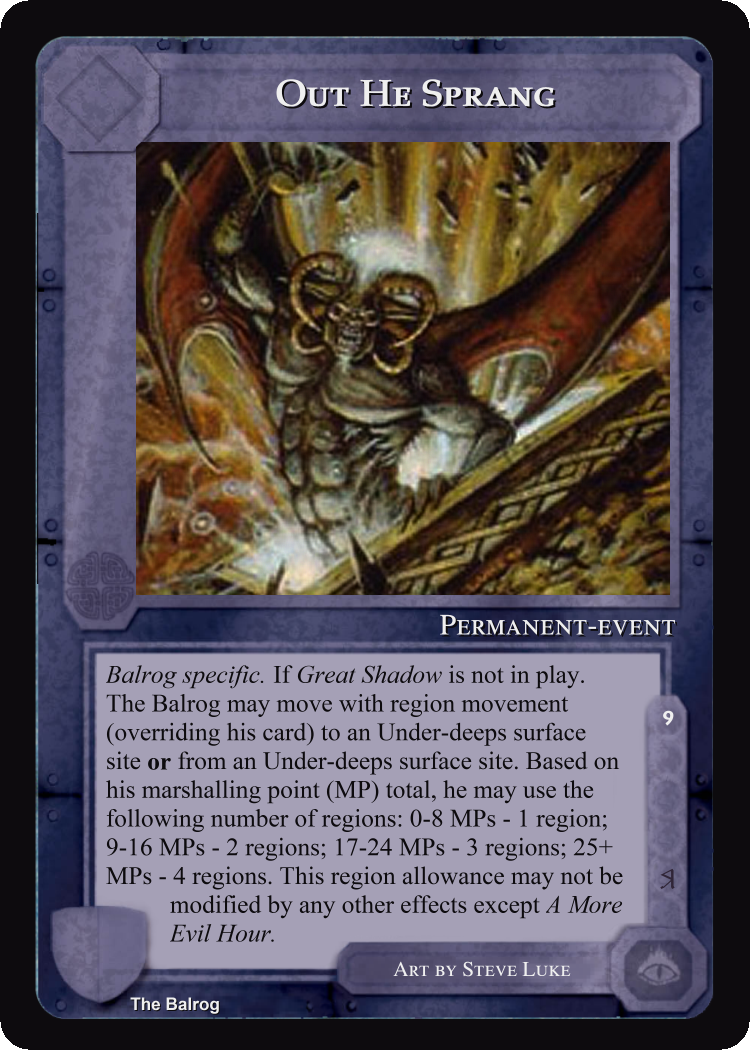 Out He Sprang
Permanent-event
Balrog specific. If Great Shadow is not in play.
The Balrog may move with region movement
(overriding his card) to an Under-deeps surface
site or from an Under-deeps surface site. Based on
his marshalling point (MP) total, he may use the
following number of regions: 0-8 MPs - 1 region;
9-16 MPs - 2 regions; 17-24 MPs - 3 regions; 25+
MPs - 4 regions. This region allowance may not be
modified by any other effects except A More
Evil Hour.
9
Art by Steve Luke
The Balrog